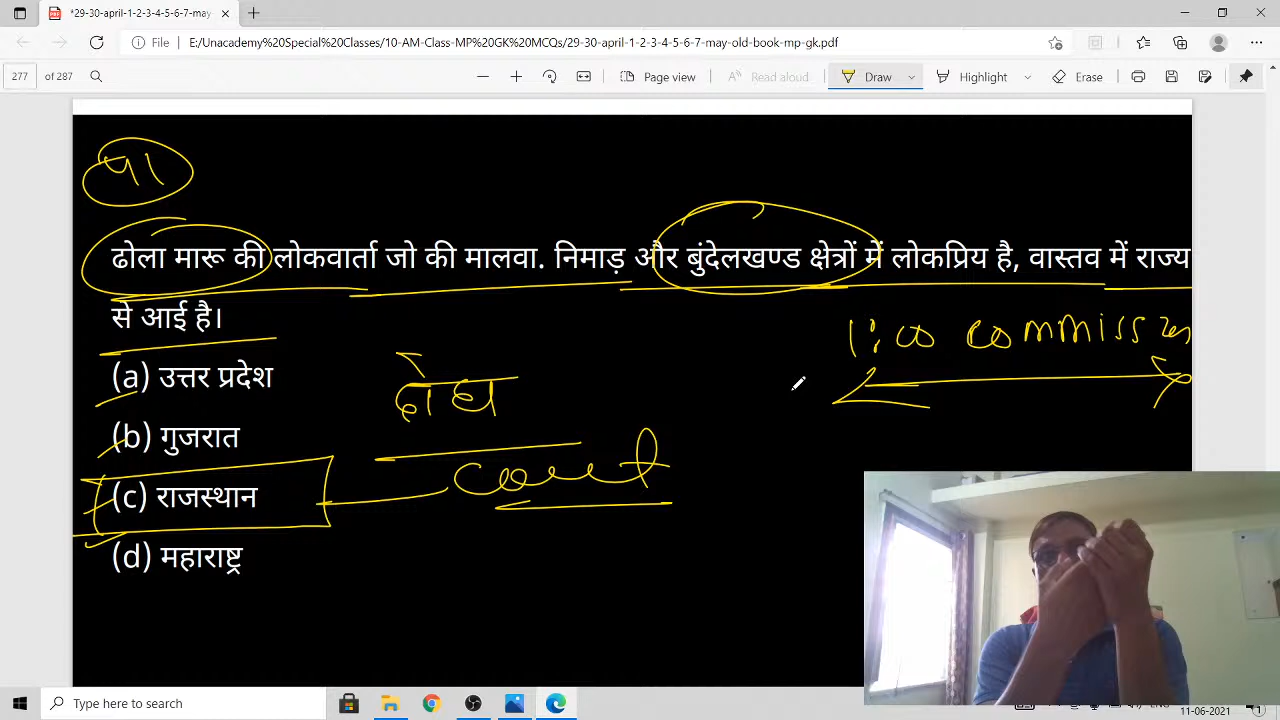 *29-30-april-1-2-3-4-5-6-7-may-
File E:/Unacademy%20Special%20Classes/10-AM-Class-MP%20GK%20MCQs/29-30-april-1-2-3-4-5-6-7-may-old-book-mp-gk.pdf
277 of 287 Page view Read aloud Draw Highlight Erase
ढोला मारू की लोकवार्ता जो की मालवा. निमाड़ और बुंदेलखण्ड क्षेत्रों में लोकप्रिय है, वास्तव में राज्य
से आई है।
(a) उत्तर प्रदेश
(b) गुजरात
(c) राजस्थान
(d) महाराष्ट्र
Type here to search
11-06-2021